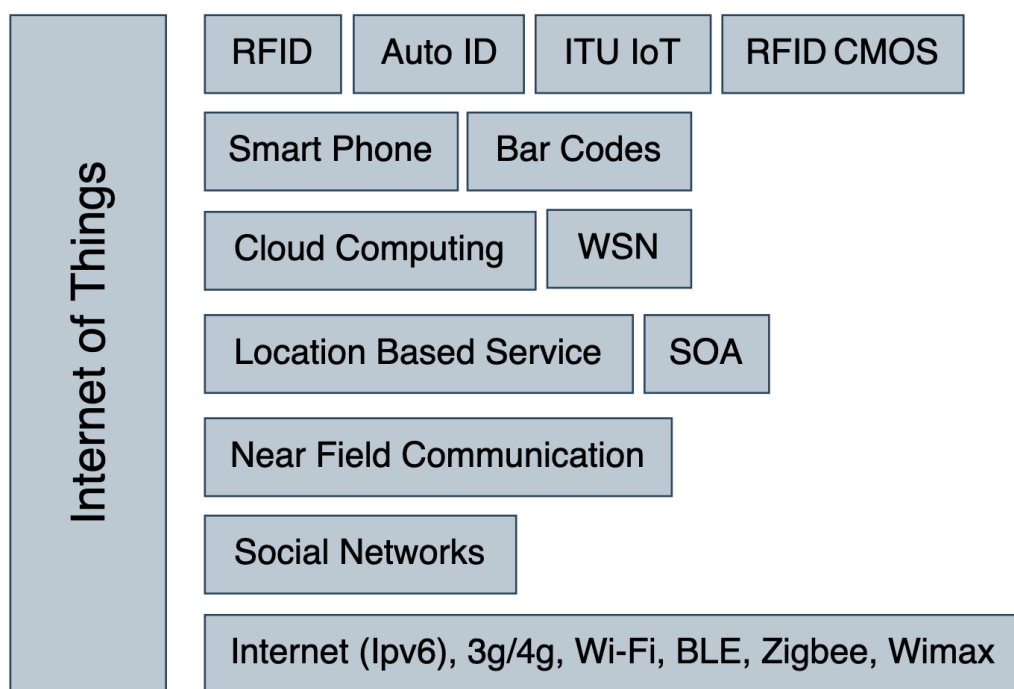 Internet of Things
RFID
Auto ID
ITU IoT
RFID CMOS
Smart Phone
Bar Codes
Cloud Computing
WSN
Location Based Service
SOA
Near Field Communication
Social Networks
Internet (Ipv6), 3g/4g, Wi-Fi, BLE, Zigbee, Wimax